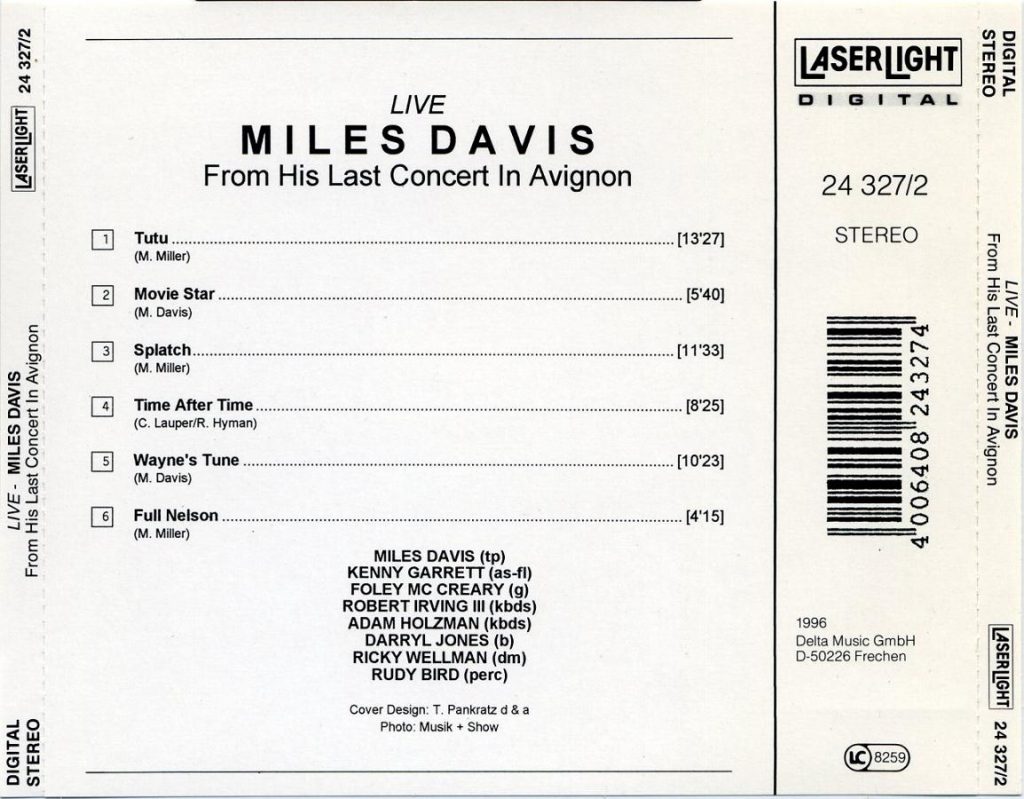 24 327/2
LASERLIGHT
LIVE - MILES DAVIS
From His Last Concert In Avignon
DIGITAL
STEREO
LIVE
MILES DAVIS
From His Last Concert In Avignon
1 Tutu [13'27]
(M. Miller)
2 Movie Star [5'40]
(M. Davis)
3 Splatch [11'33]
(M. Miller)
4 Time After Time [8'25]
(C. Lauper/R. Hyman)
5 Wayne's Tune [10'23]
(M. Davis)
6 Full Nelson [4'15]
(M. Miller)
MILES DAVIS (tp)
KENNY GARRETT (as-fl)
FOLEY MC CREARY (g)
ROBERT IRVING III (kbds)
ADAM HOLZMAN (kbds)
DARRYL JONES (b)
RICKY WELLMAN (dm)
RUDY BIRD (perc)
Cover Design: T. Pankratz d & a
Photo: Musik + Show
LASERLIGHT
DIGITAL
24 327/2
STEREO
4 006408 243274
1996
Delta Music GmbH
D-50226 Frechen
LC 8259
DIGITAL
STEREO
LIVE - MILES DAVIS
From His Last Concert In Avignon
LASERLIGHT
24 327/2